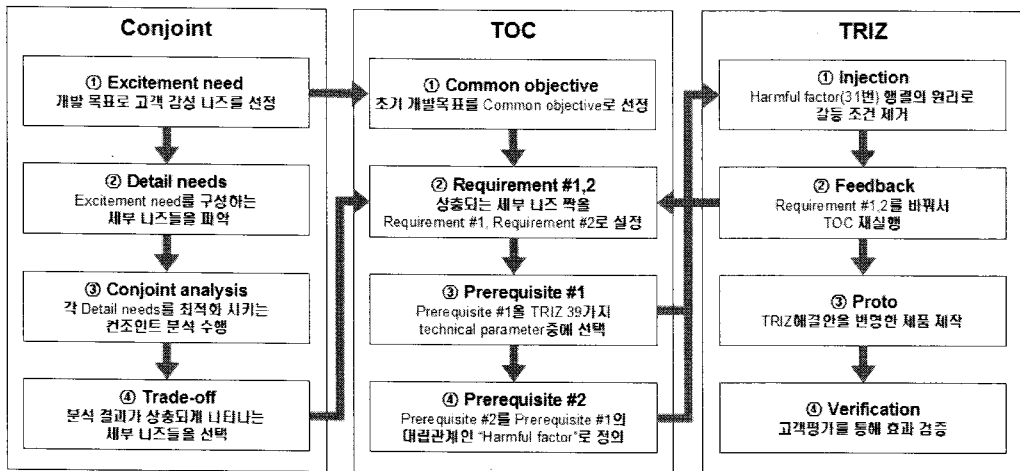 Conjoint
① Excitement need
개발 목표로 고객 감성 니즈를 선정
② Detail needs
Excitement need를 구성하는
세부 니즈들을 파악
③ Conjoint analysis
각 Detail needs를 최적화 시키는
컨조인트 분석 수행
④ Trade-off
분석 결과가 상충되게 나타나는
세부 니즈들을 선택
TOC
① Common objective
초기 개발목표를 Common objective로 선정
② Requirement #1,2
상충되는 세부 니즈 짝을
Requirement #1, Requirement #2로 설정
③ Prerequisite #1
Prerequisite #1을 TRIZ 39가지
technical parameter중에 선택
④ Prerequisite #2
Prerequisite #2를 Prerequisite #1의
대립관계인 "Harmful factor"로 정의
TRIZ
① Injection
Harmful factor(31번) 행렬의 원리로
갈등 조건 제거
② Feedback
Requirement #1,2를 바꿔서
TOC 재실행
③ Proto
TRIZ해결안을 반영한 제품 제작
④ Verification
고객평가를 통해 효과 검증